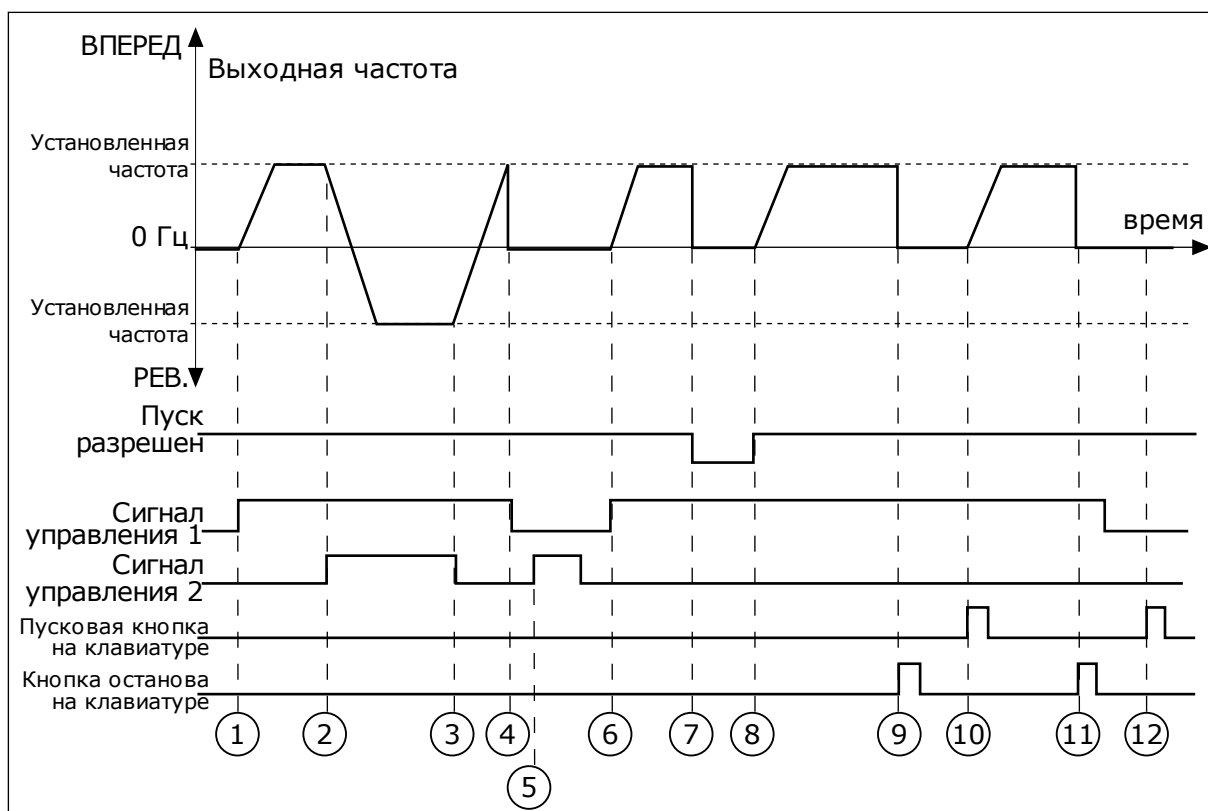 ВПЕРЕД
Выходная частота
Установленная
частота
0 Гц
время
Установленная
частота
РЕВ.
Пуск
разрешен
Сигнал
управления 1
Сигнал
управления 2
Пусковая кнопка
на клавиатуре
Кнопка останова
на клавиатуре
1 2 3 4 6 7 8 9 10 11 12
5